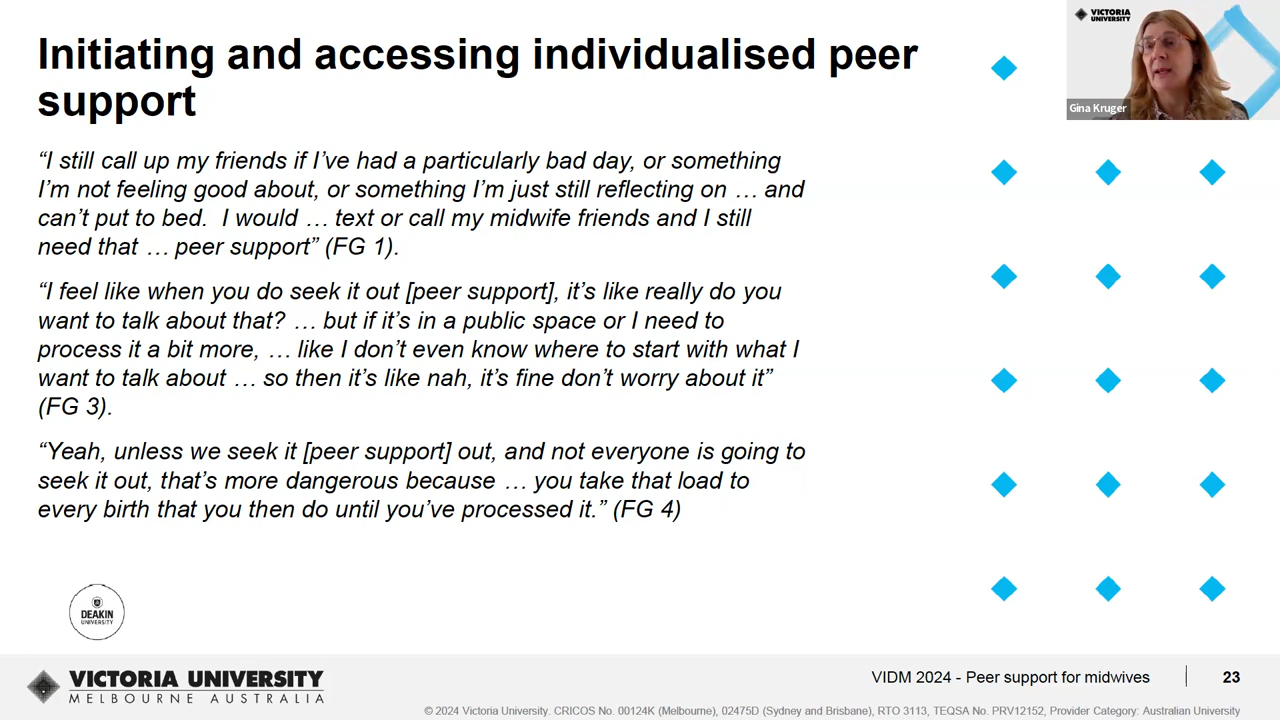 Initiating and accessing individualised peer
support
VICTORIA
UNIVERSITY
Gina Kruger
“I still call up my friends if I’ve had a particularly bad day, or something
I’m not feeling good about, or something I’m just still reflecting on … and
can’t put to bed.  I would … text or call my midwife friends and I still
need that … peer support” (FG 1).
“I feel like when you do seek it out [peer support], it’s like really do you
want to talk about that? … but if it’s in a public space or I need to
process it a bit more, … like I don’t even know where to start with what I
want to talk about … so then it’s like nah, it’s fine don’t worry about it”
(FG 3).
“Yeah, unless we seek it [peer support] out, and not everyone is going to
seek it out, that’s more dangerous because … you take that load to
every birth that you then do until you’ve processed it.” (FG 4)
DEAKIN
UNIVERSITY
VICTORIA UNIVERSITY
MELBOURNE AUSTRALIA
VIDM 2024 - Peer support for midwives
23
© 2024 Victoria University. CRICOS No. 00124K (Melbourne), 02475D (Sydney and Brisbane), RTO 3113, TEQSA No. PRV12152, Provider Category: Australian University